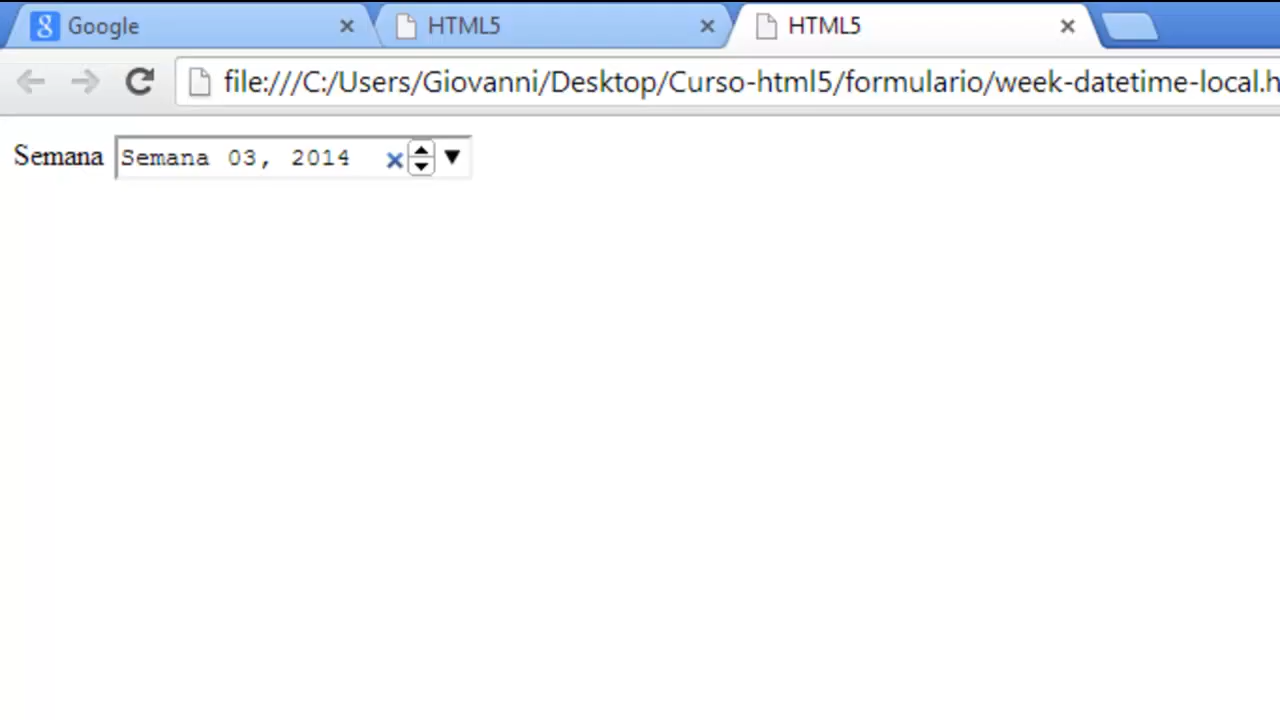 Google
HTML5
HTML5
file:///C:/Users/Giovanni/Desktop/Curso-html5/formulario/week-datetime-local.h
Semana Semana 03, 2014